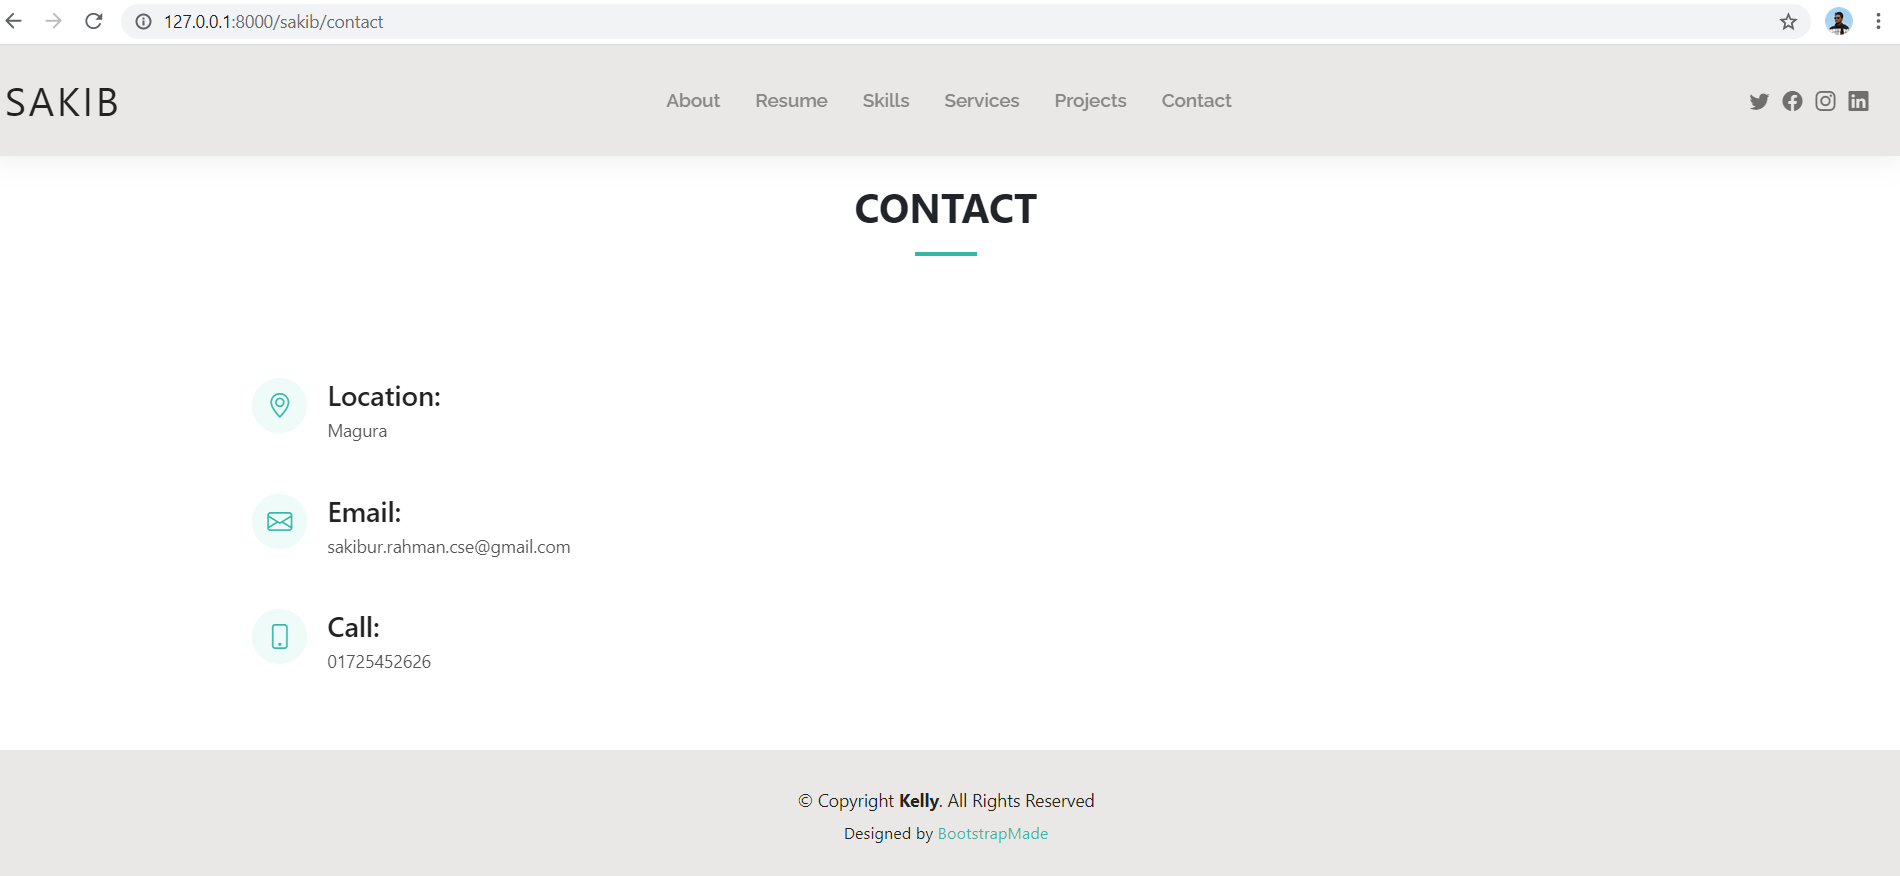 127.0.0.1:8000/sakib/contact
SAKIB
About Resume Skills Services Projects Contact
CONTACT
Location:
Magura
Email:
sakibur.rahman.cse@gmail.com
Call:
01725452626
© Copyright Kelly. All Rights Reserved
Designed by BootstrapMade